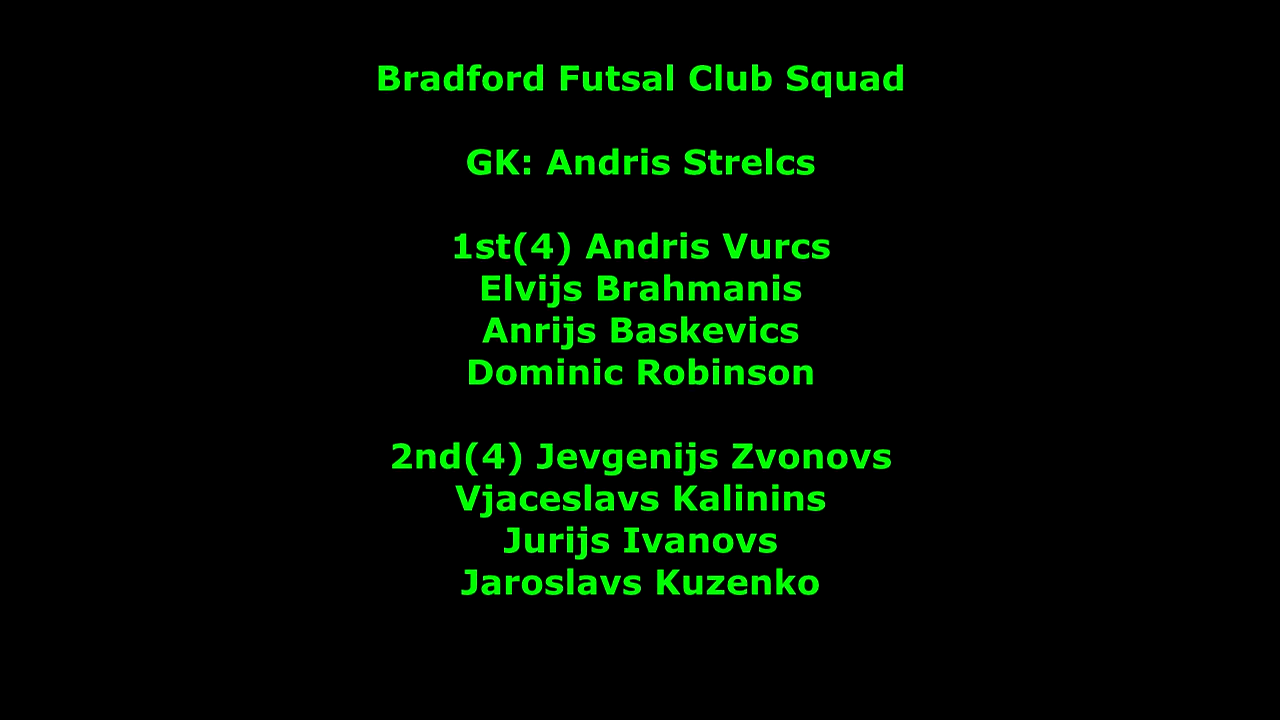 Bradford Futsal Club Squad
GK: Andris Strelcs
1st(4) Andris Vurcs
Elvijs Brahmanis
Anrijs Baskevics
Dominic Robinson
2nd(4) Jevgenijs Zvonovs
Vjaceslavs Kalinins
Jurijs Ivanovs
Jaroslavs Kuzenko